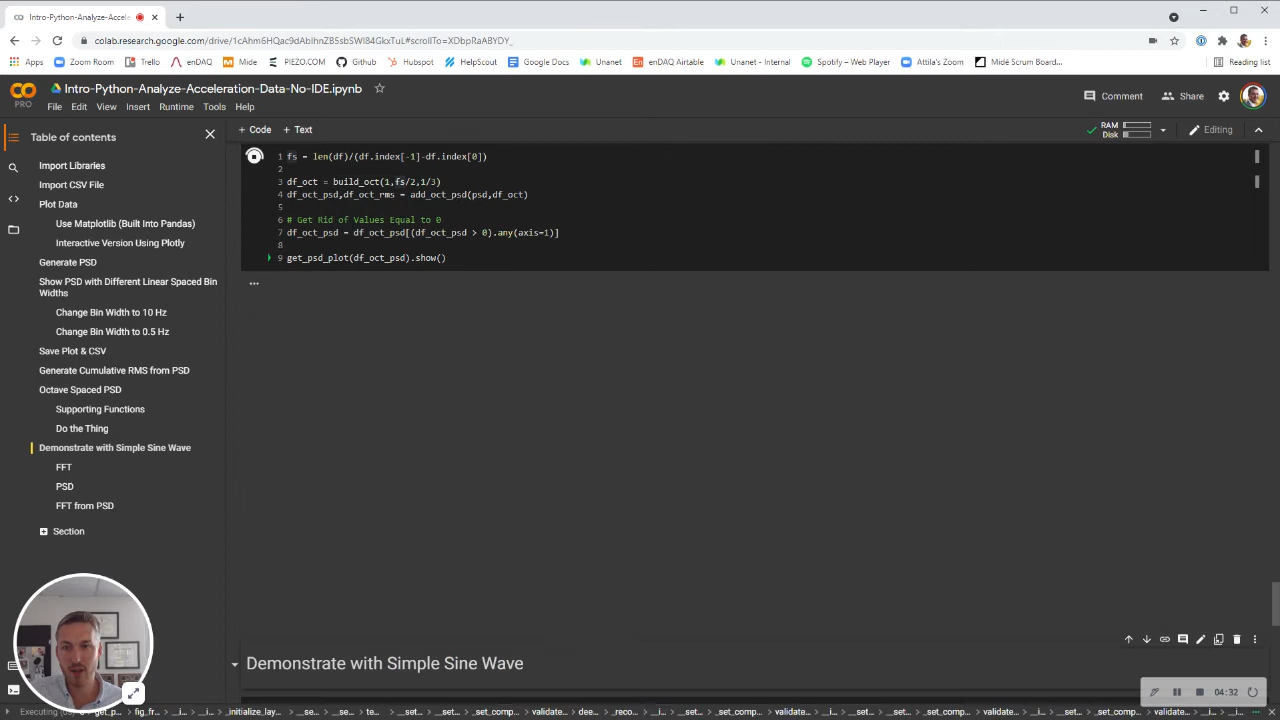 Intro-Python-Analyze-Accele
colab.research.google.com/drive/1cAhm6HQac9dAbIhnZB5sbSWl84GkxTuL#scrollTo=XDbpRaABYDY_
Apps
Zoom Room
Trello
enDAQ
Mide
PIEZO.COM
Github
Hubspot
HelpScout
Google Docs
Unanet
enDAQ Airtable
Unanet - Internal
Spotify – Web Player
Attila's Zoom
Midé Scrum Board...
Reading list
PRO
Intro-Python-Analyze-Acceleration-Data-No-IDE.ipynb
File Edit View Insert Runtime Tools Help
Comment
Share
Table of contents
+ Code + Text
RAM
Disk
Editing
Import Libraries
Import CSV File
Plot Data
Use Matplotlib (Built Into Pandas)
Interactive Version Using Plotly
Generate PSD
Show PSD with Different Linear Spaced Bin
Widths
Change Bin Width to 10 Hz
Change Bin Width to 0.5 Hz
Save Plot & CSV
Generate Cumulative RMS from PSD
Octave Spaced PSD
Supporting Functions
Do the Thing
Demonstrate with Simple Sine Wave
FFT
PSD
FFT from PSD
Section
1 fs = len(df)/(df.index[-1]-df.index[0])
2
3 df_oct = build_oct(1,fs/2,1/3)
4 df_oct_psd,df_oct_rms = add_oct_psd(psd,df_oct)
5
6 # Get Rid of Values Equal to 0
7 df_oct_psd = df_oct_psd[(df_oct_psd > 0).any(axis=1)]
8
9 get_psd_plot(df_oct_psd).show()
...
Demonstrate with Simple Sine Wave
04:32